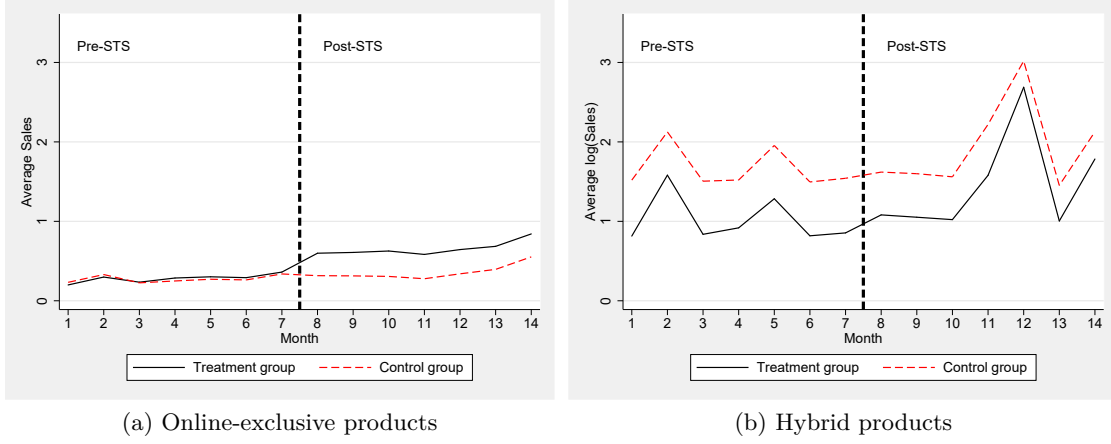 Pre-STS
Post-STS
Average Sales
3
2
1
0
1 2 3 4 5 6 7 8 9 10 11 12 13 14
Month
Treatment group Control group
(a) Online-exclusive products
Pre-STS
Post-STS
Average log(Sales)
3
2
1
0
1 2 3 4 5 6 7 8 9 10 11 12 13 14
Month
Treatment group Control group
(b) Hybrid products